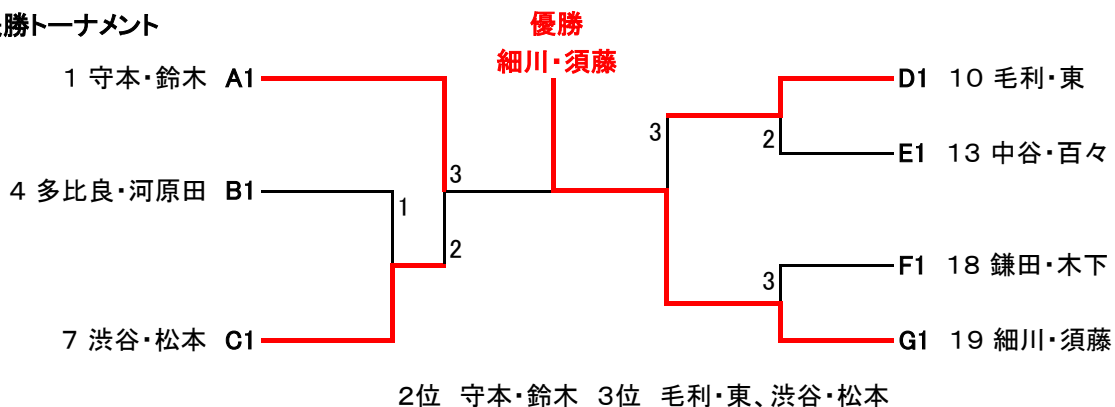 勝トーナメント
優勝
細川・須藤
1 守本・鈴木 A1
4 多比良・河原田 B1
7 渋谷・松本 C1
3
1
2
3
2
3
D1 10 毛利・東
E1 13 中谷・百々
F1 18 鎌田・木下
G1 19 細川・須藤
2位 守本・鈴木 3位 毛利・東、渋谷・松本